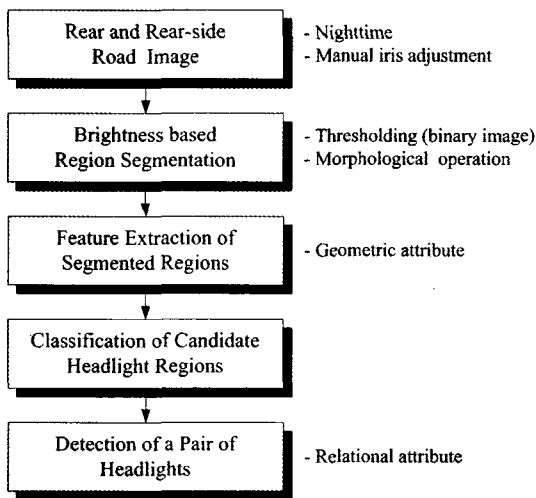 Rear and Rear-side
Road Image
- Nighttime
- Manual iris adjustment
Brightness based
Region Segmentation
- Thresholding (binary image)
- Morphological operation
Feature Extraction of
Segmented Regions
- Geometric attribute
Classification of Candidate
Headlight Regions
Detection of a Pair of
Headlights
- Relational attribute